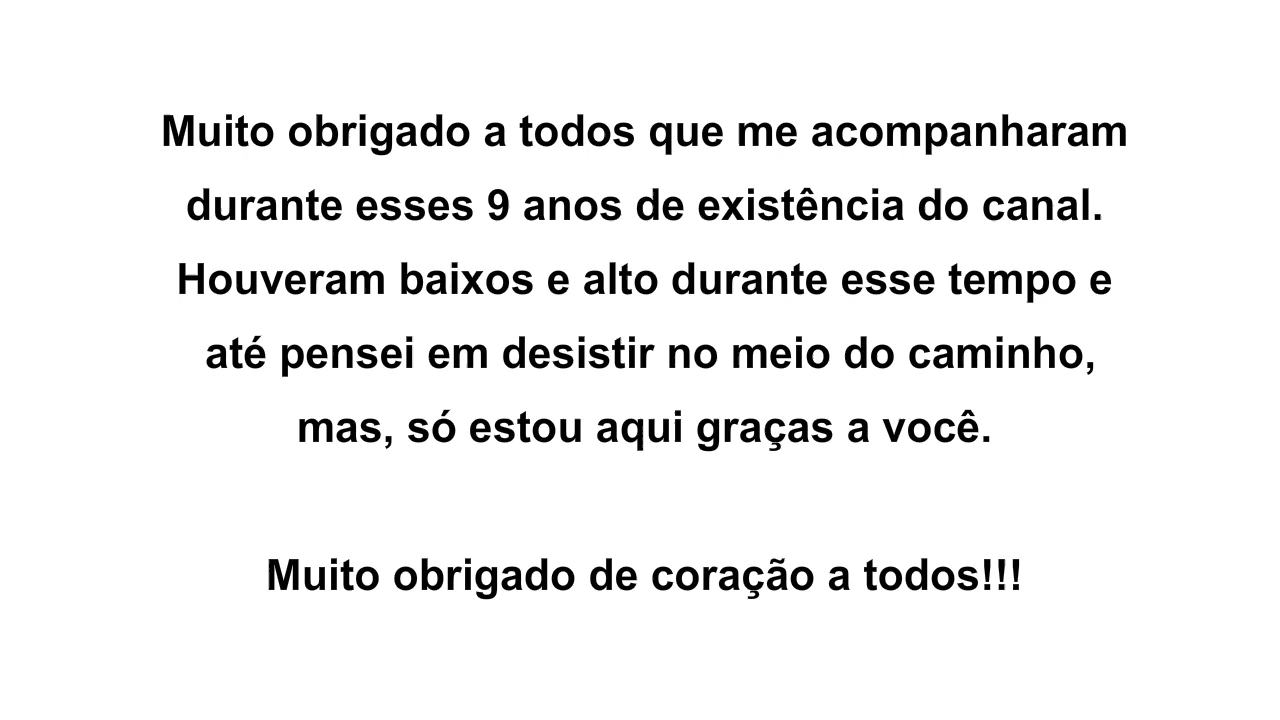 Muito obrigado a todos que me acompanharam
durante esses 9 anos de existência do canal.
Houveram baixos e alto durante esse tempo e
até pensei em desistir no meio do caminho,
mas, só estou aqui graças a você.
Muito obrigado de coração a todos!!!